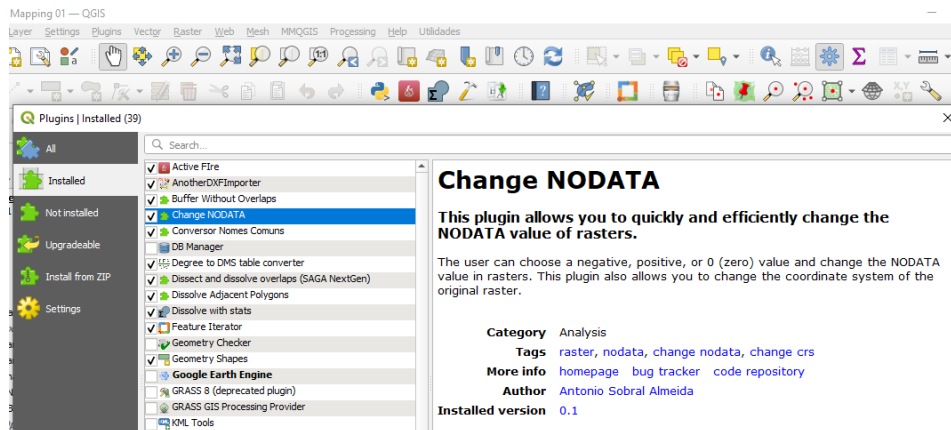 Mapping 01 — QGIS
Layer Settings Plugins Vector Raster Web Mesh MMQGIS Processing Help Utilidades
Plugins | Installed (39)
All
Installed
Not installed
Upgradeable
Install from ZIP
Settings
Search...
Active FIre
AnotherDXFImporter
Buffer Without Overlaps
Change NODATA
Conversor Nomes Comuns
DB Manager
Degree to DMS table converter
Dissect and dissolve overlaps (SAGA NextGen)
Dissolve Adjacent Polygons
Dissolve with stats
Feature Iterator
Geometry Checker
Geometry Shapes
Google Earth Engine
GRASS 8 (deprecated plugin)
GRASS GIS Processing Provider
KML Tools
Change NODATA
This plugin allows you to quickly and efficiently change the
NODATA value of rasters.
The user can choose a negative, positive, or 0 (zero) value and change the NODATA
value in rasters. This plugin also allows you to change the coordinate system of the
original raster.
Category Analysis
Tags raster, nodata, change nodata, change crs
More info homepage bug tracker code repository
Author Antonio Sobral Almeida
Installed version 0.1